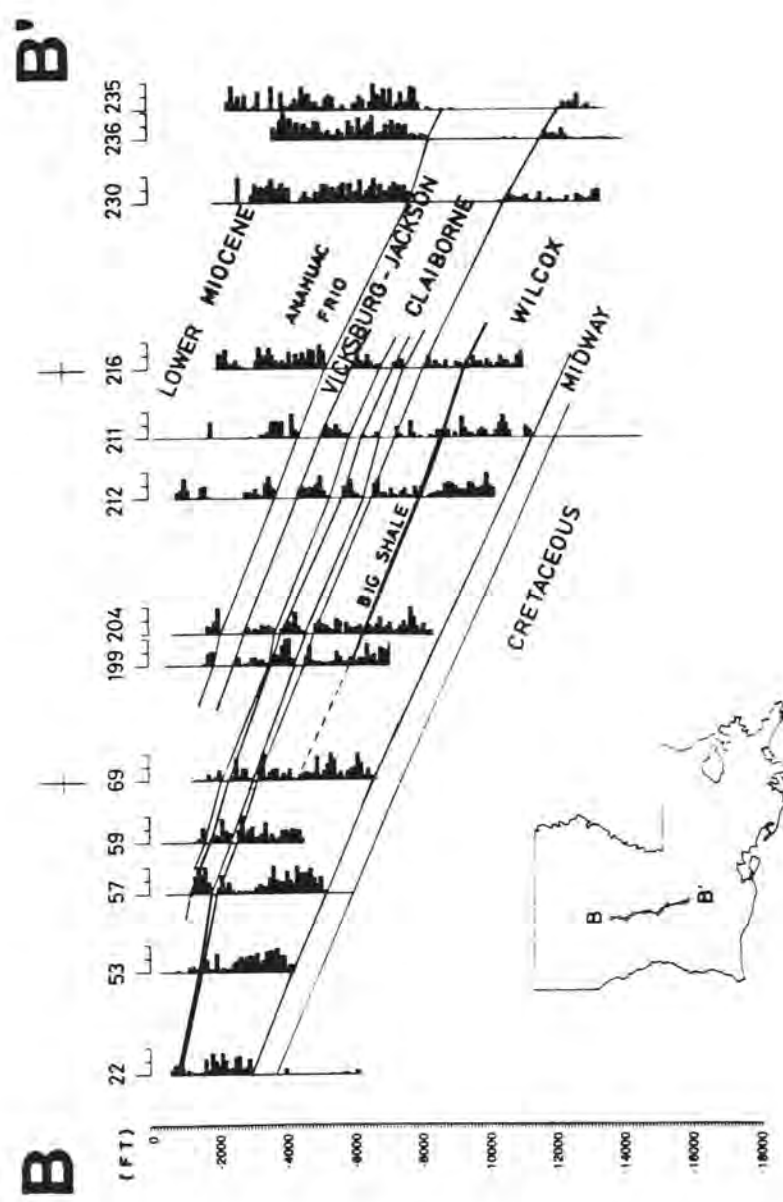 B
B'
22
53
57
59
69
199
204
212
211
216
230
236
235
(FT)
0
-2000
-4000
-6000
-8000
-10000
-12000
-14000
-16000
-18000
LOWER MIOCENE
ANAHUAC
FRIO
VICKSBURG-JACKSON
CLAIBORNE
BIG SHALE
WILCOX
MIDWAY
CRETACEOUS
B
B'